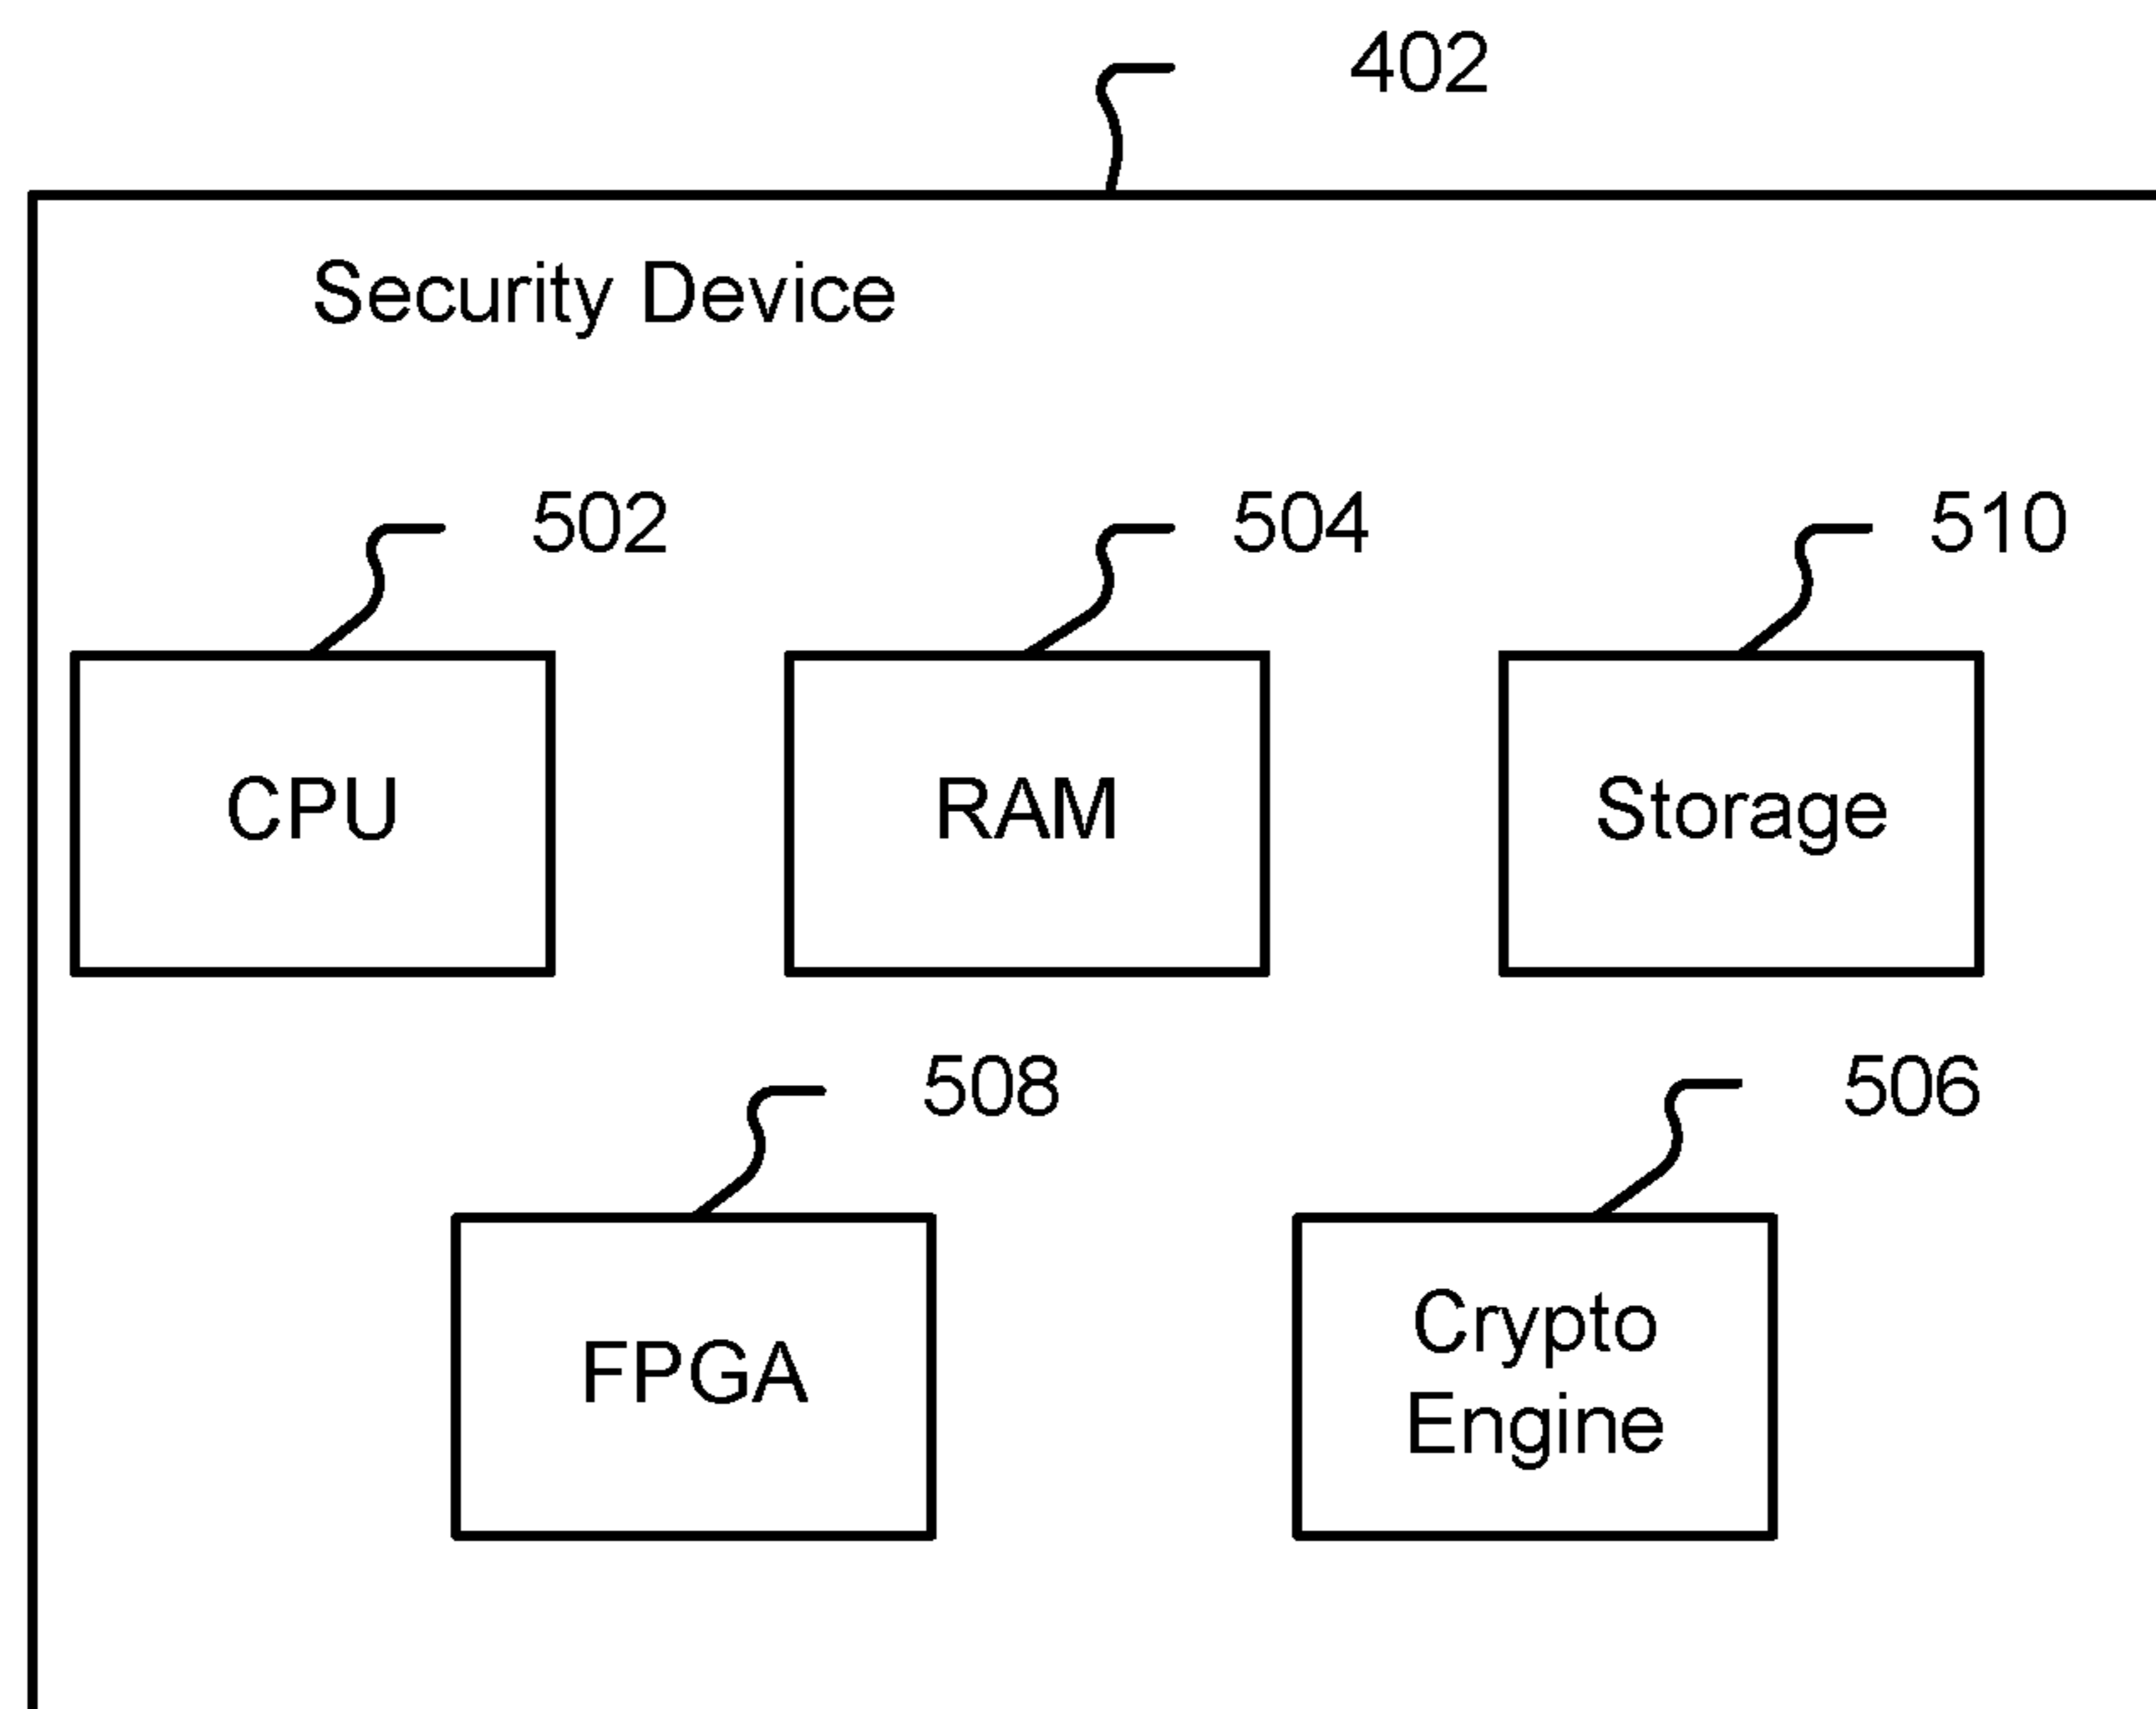 402
Security Device
502
504
510
CPU
RAM
Storage
508
506
FPGA
Crypto
Engine